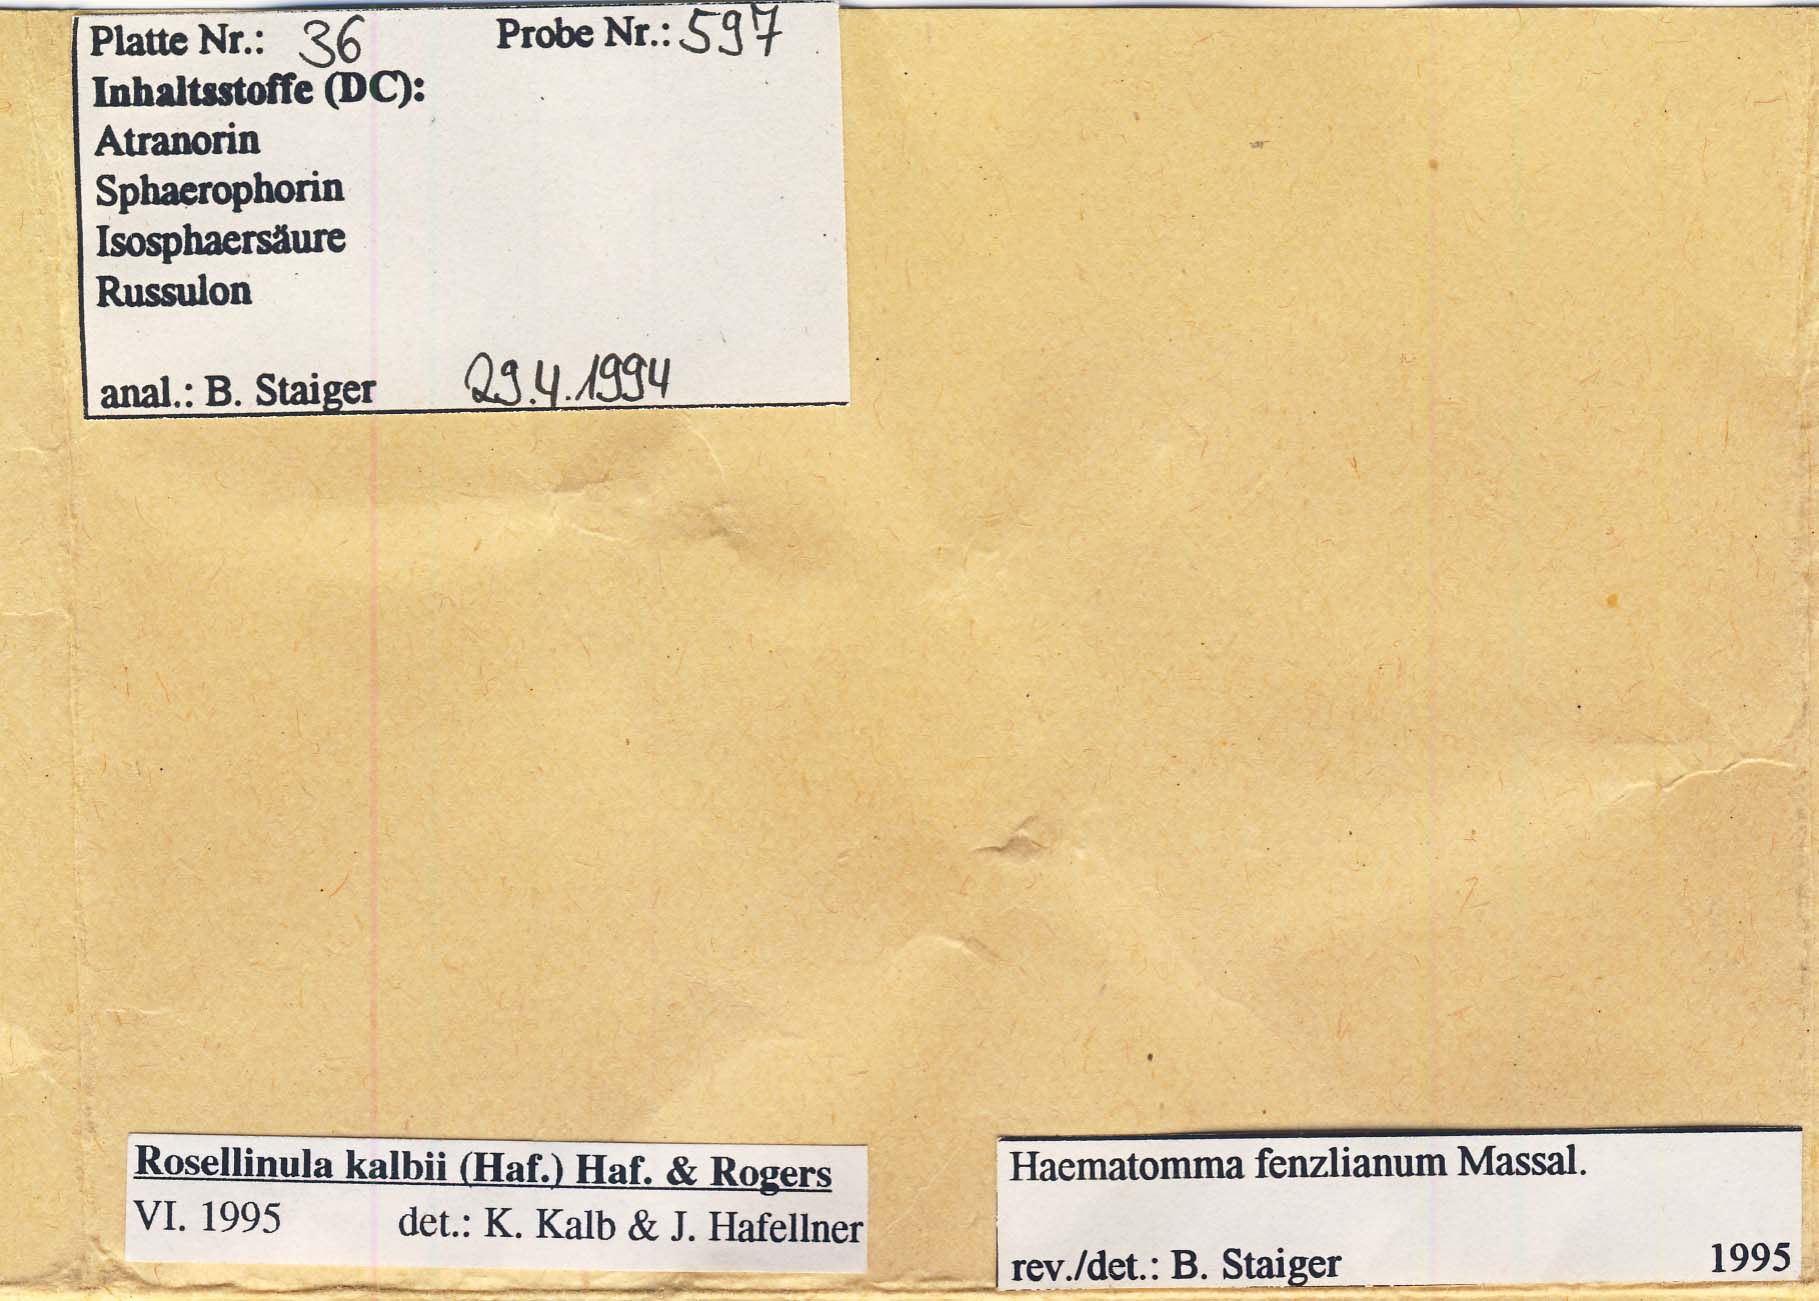 Platte Nr.: 36 Probe Nr.: 597
Inhaltsstoffe (DC):
Atranorin
Sphaerophorin
Isosphaersäure
Russulon
anal.: B. Staiger 29.4.1994
Rosellinula kalbii (Haf.) Haf. & Rogers
VI. 1995 det.: K. Kalb & J. Hafellner
Haematomma fenzlianum Massal.
rev./det.: B. Staiger 1995